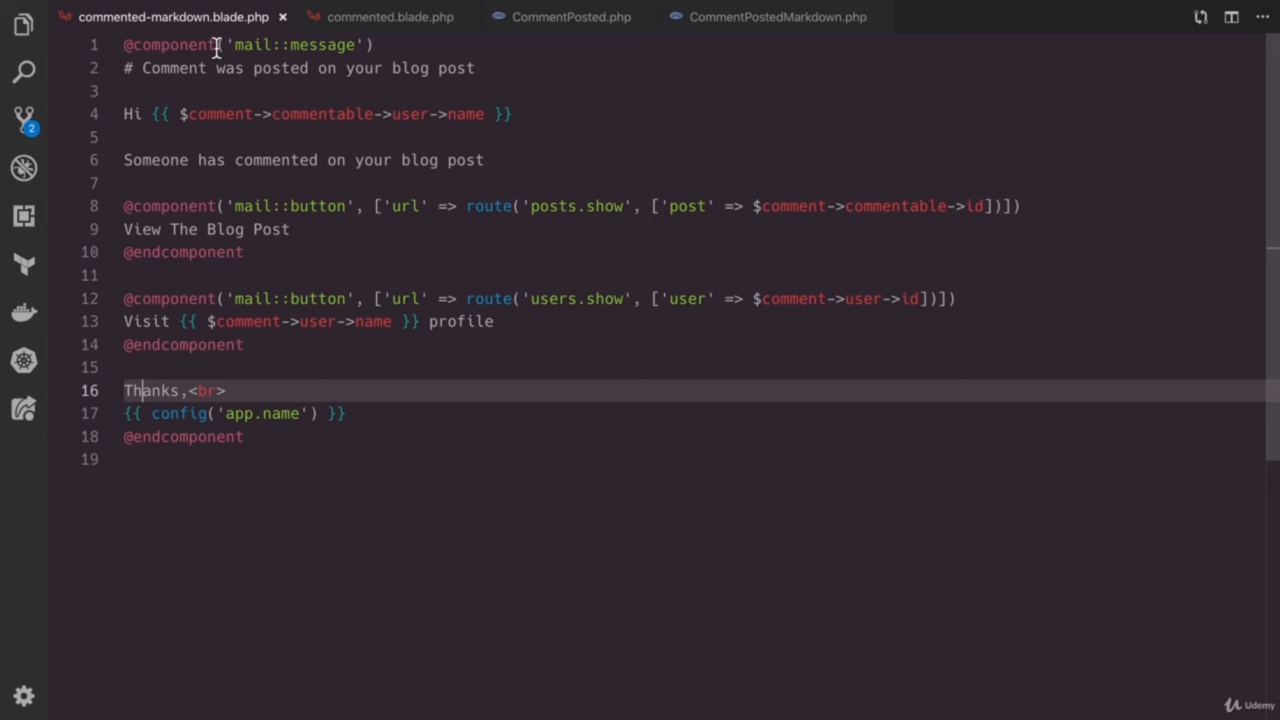 commented-markdown.blade.php × commented.blade.php CommentPosted.php CommentPostedMarkdown.php ...
1 @component('mail::message')
2 # Comment was posted on your blog post
3
4 Hi {{ $comment->commentable->user->name }}
5
6 Someone has commented on your blog post
7
8 @component('mail::button', ['url' => route('posts.show', ['post' => $comment->commentable->id])])
9 View The Blog Post
10 @endcomponent
11
12 @component('mail::button', ['url' => route('users.show', ['user' => $comment->user->id])])
13 Visit {{ $comment->user->name }} profile
14 @endcomponent
15
16 Thanks,<br>
17 {{ config('app.name') }}
18 @endcomponent
19
2
Udemy